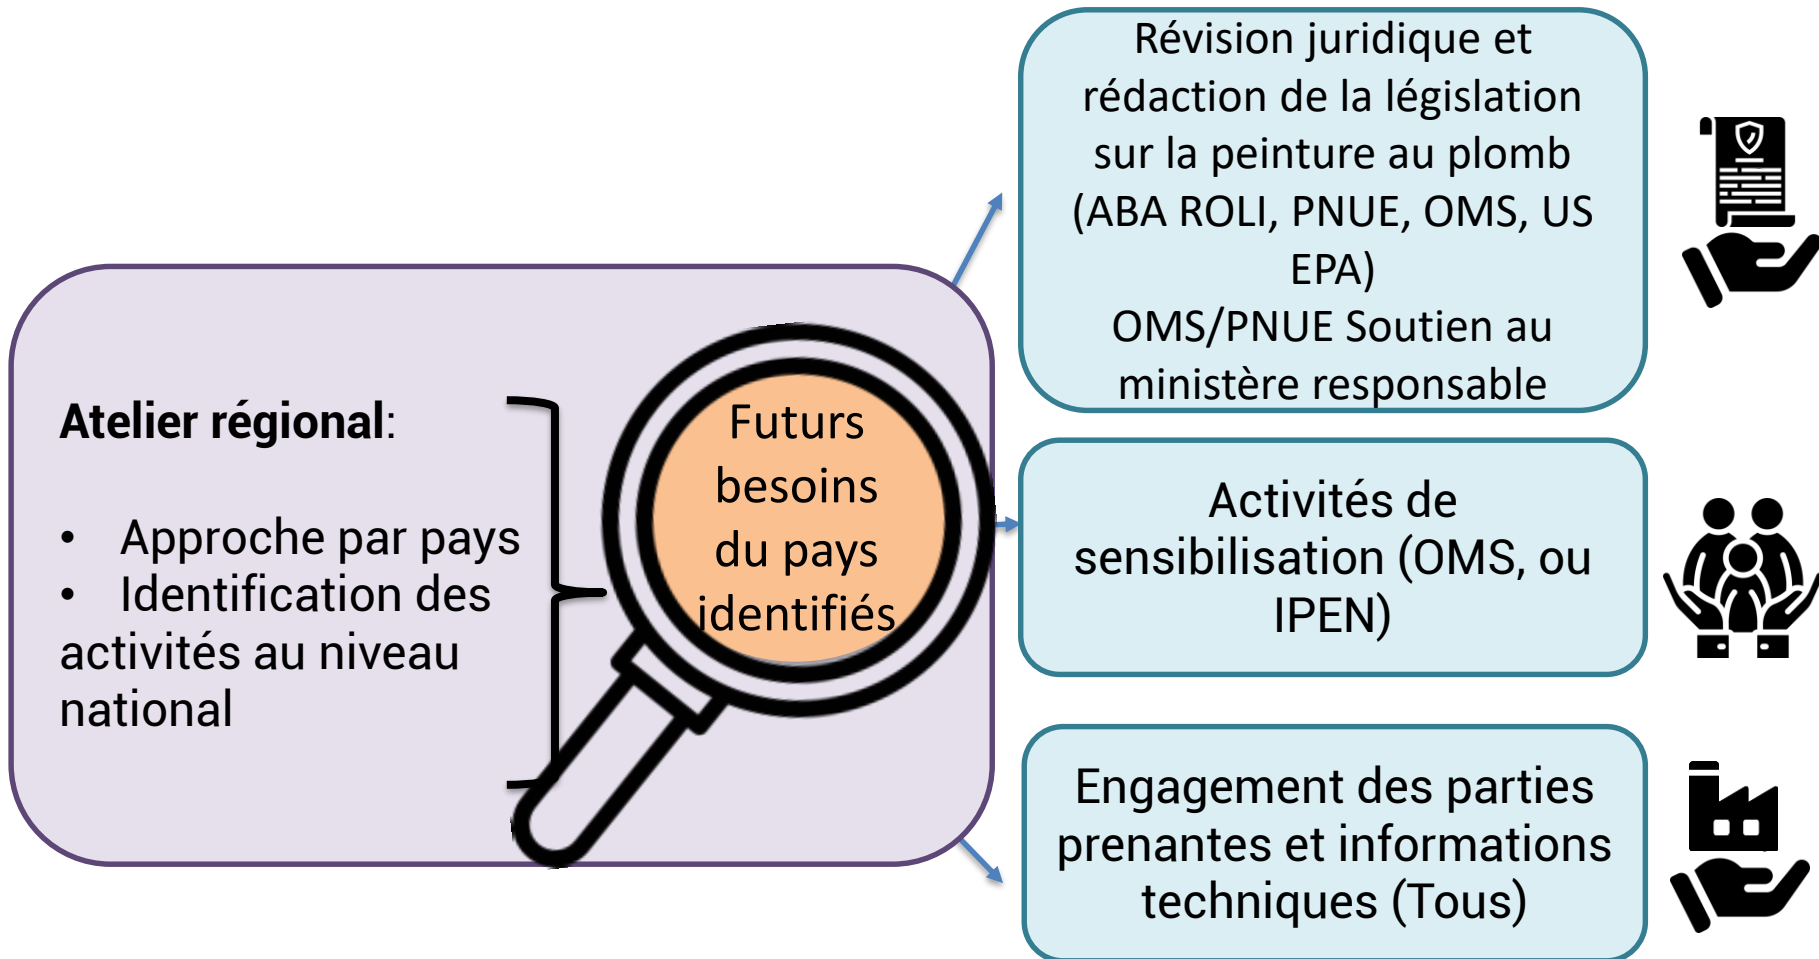 Atelier régional:
• Approche par pays
• Identification des
activités au niveau
national
Futurs
besoins
du pays
identifiés
Révision juridique et
rédaction de la législation
sur la peinture au plomb
(ABA ROLI, PNUE, OMS, US
EPA)
OMS/PNUE Soutien au
ministère responsable
Activités de
sensibilisation (OMS, ou
IPEN)
Engagement des parties
prenantes et informations
techniques (Tous)